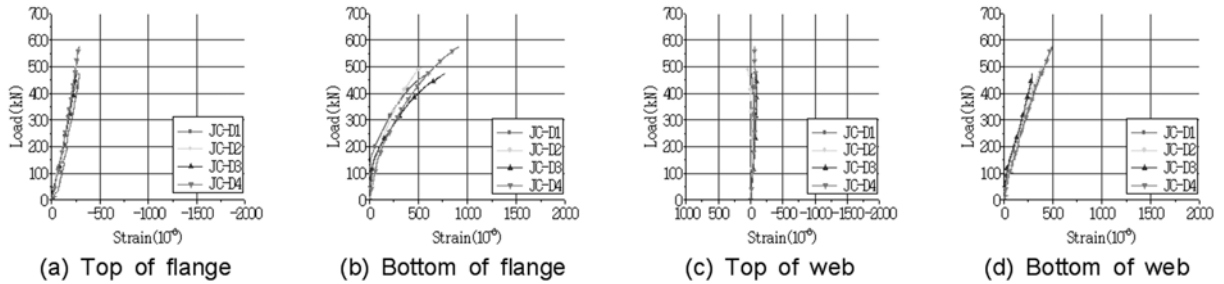 700
600
500
400
300
200
100
0
Load(kN)
JC-D1
JC-D2
JC-D3
JC-D4
0 -500 -1000 -1500 -2000
Strain(10⁻⁶)
(a) Top of flange
700
600
500
400
300
200
100
0
Load(kN)
JC-D1
JC-D2
JC-D3
JC-D4
0 500 1000 1500 2000
Strain(10⁻⁶)
(b) Bottom of flange
700
600
500
400
300
200
100
0
Load(kN)
JC-D1
JC-D2
JC-D3
JC-D4
1000 500 0 -500 -1000 -1500 -2000
Strain(10⁻⁶)
(c) Top of web
700
600
500
400
300
200
100
0
Load(kN)
JC-D1
JC-D2
JC-D3
JC-D4
0 500 1000 1500 2000
Strain(10⁻⁶)
(d) Bottom of web